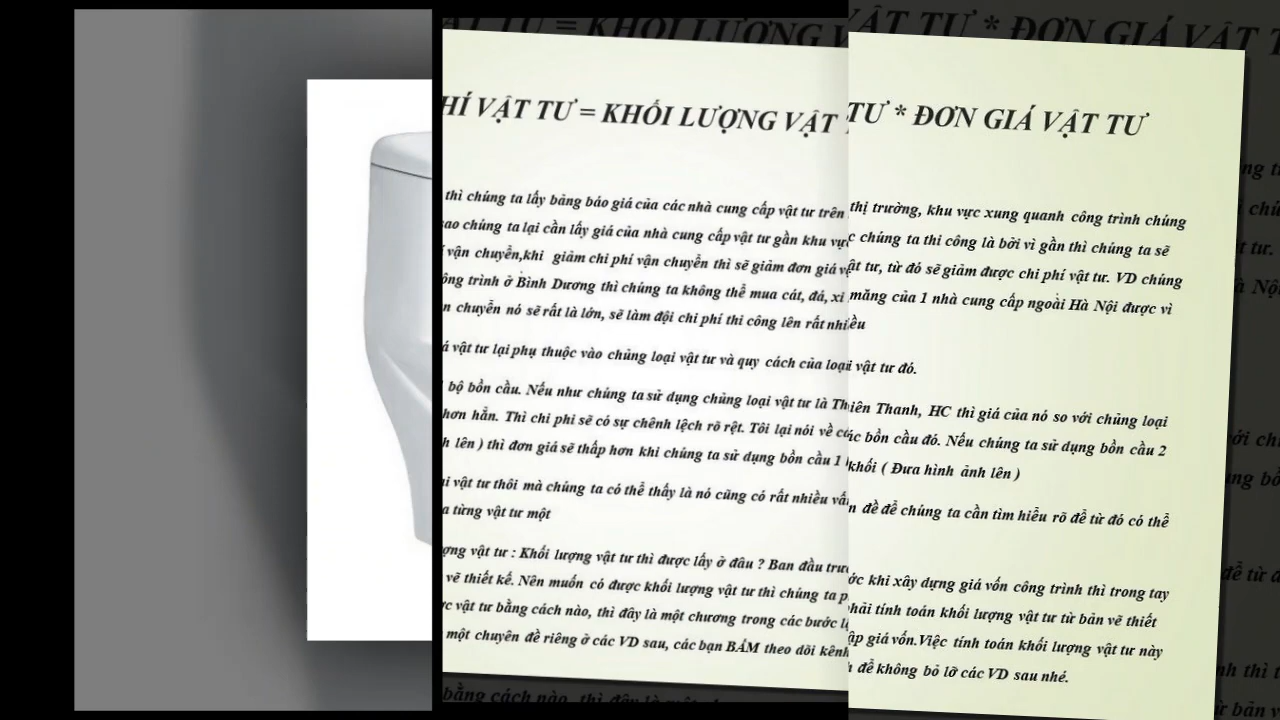 HÍ VẬT TƯ = KHỐI LƯỢNG VẬT TƯ * ĐƠN GIÁ VẬT TƯ
thì chúng ta lấy bảng báo giá của các nhà cung cấp vật tư trên thị trường, khu vực xung quanh công trình chúng
sao chúng ta lại cần lấy giá của nhà cung cấp vật tư gần khu vực chúng ta thi công là bởi vì gần thì chúng ta sẽ
í vận chuyển,khi giảm chi phí vận chuyển thì sẽ giảm đơn giá vật tư, từ đó sẽ giảm được chi phí vật tư. VD chúng
ông trình ở Bình Dương thì chúng ta không thể mua cát, đá, xi măng của 1 nhà cung cấp ngoài Hà Nội được vì
n chuyển nó sẽ rất là lớn, sẽ làm đội chi phí thi công lên rất nhiều
á vật tư lại phụ thuộc vào chủng loại vật tư và quy cách của loại vật tư đó.
bộ bồn cầu. Nếu như chúng ta sử dụng chủng loại vật tư là Thiên Thanh, HC thì giá của nó so với chủng loại
hơn hẳn. Thì chi phi sẽ có sự chênh lệch rõ rệt. Tôi lại nói về các bồn cầu đó. Nếu chúng ta sử dụng bồn cầu 2
h lên ) thì đơn giá sẽ thấp hơn khi chúng ta sử dụng bồn cầu 1 khối ( Đưa hình ảnh lên )
ại vật tư thôi mà chúng ta có thể thấy là nó cũng có rất nhiều vấn đề để chúng ta cần tìm hiểu rõ để từ đó có thể
a từng vật tư một
ượng vật tư : Khối lượng vật tư thì được lấy ở đâu ? Ban đầu trước khi xây dựng giá vốn công trình thì trong tay
vẽ thiết kế. Nên muốn có được khối lượng vật tư thì chúng ta phải tính toán khối lượng vật tư từ bản vẽ thiết
ợc vật tư bằng cách nào, thì đây là một chương trong các bước lập giá vốn.Việc tính toán khối lượng vật tư này
một chuyên đề riêng ở các VD sau, các bạn BẤM theo dõi kênh để không bỏ lỡ các VD sau nhé.